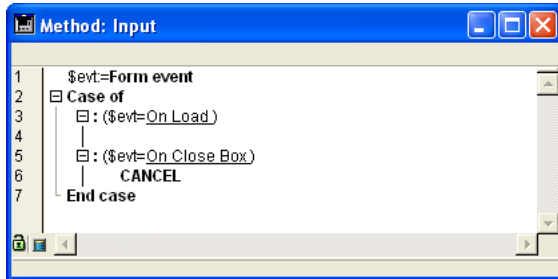 Method: Input
1 $evt:=Form event
2 Case of
3 : ($evt=On Load )
4
5 : ($evt=On Close Box )
6 CANCEL
7 End case